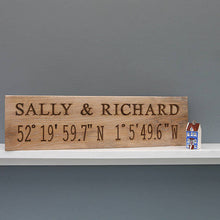 SALLY & RICHARD
52° 19' 59.7" N 1° 5' 49.6" W